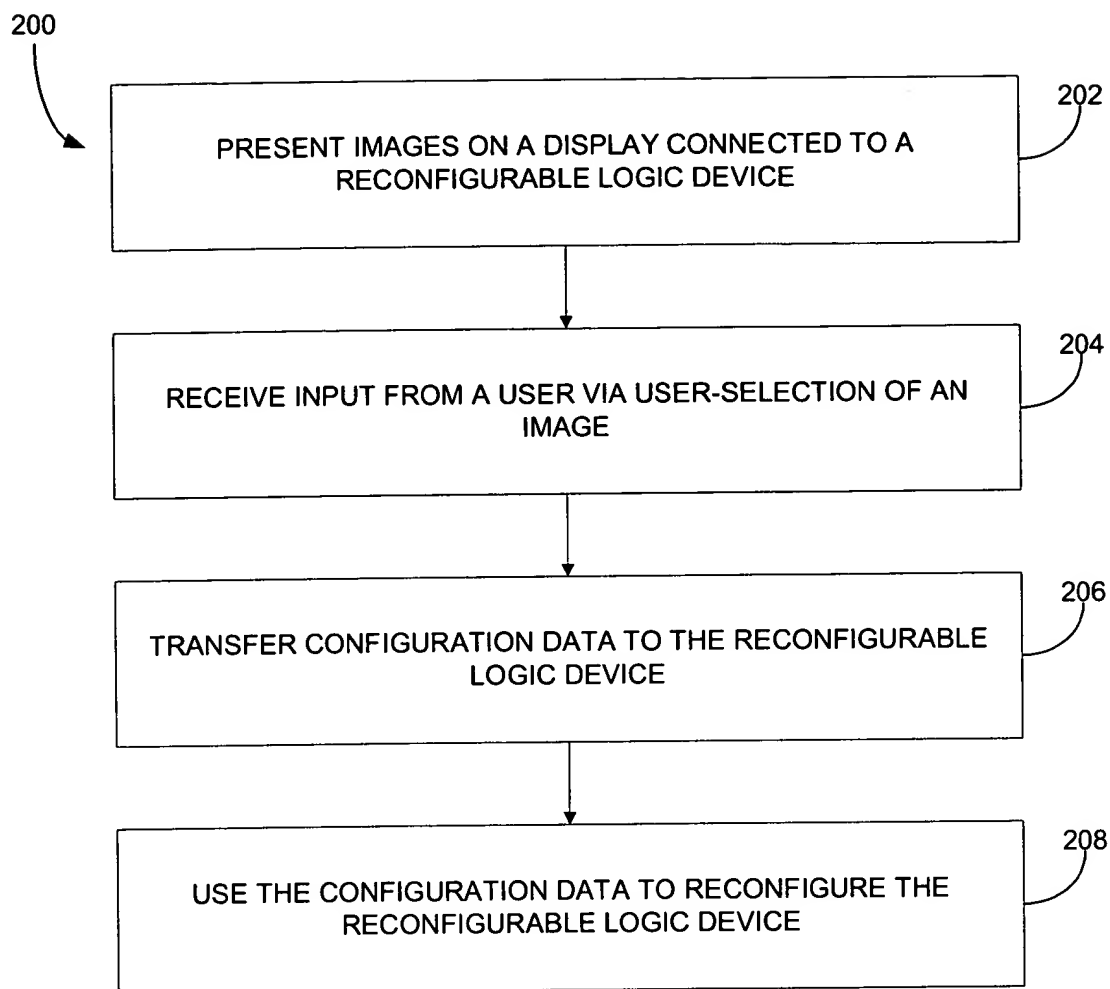 200
202
PRESENT IMAGES ON A DISPLAY CONNECTED TO A
RECONFIGURABLE LOGIC DEVICE
204
RECEIVE INPUT FROM A USER VIA USER-SELECTION OF AN
IMAGE
206
TRANSFER CONFIGURATION DATA TO THE RECONFIGURABLE
LOGIC DEVICE
208
USE THE CONFIGURATION DATA TO RECONFIGURE THE
RECONFIGURABLE LOGIC DEVICE